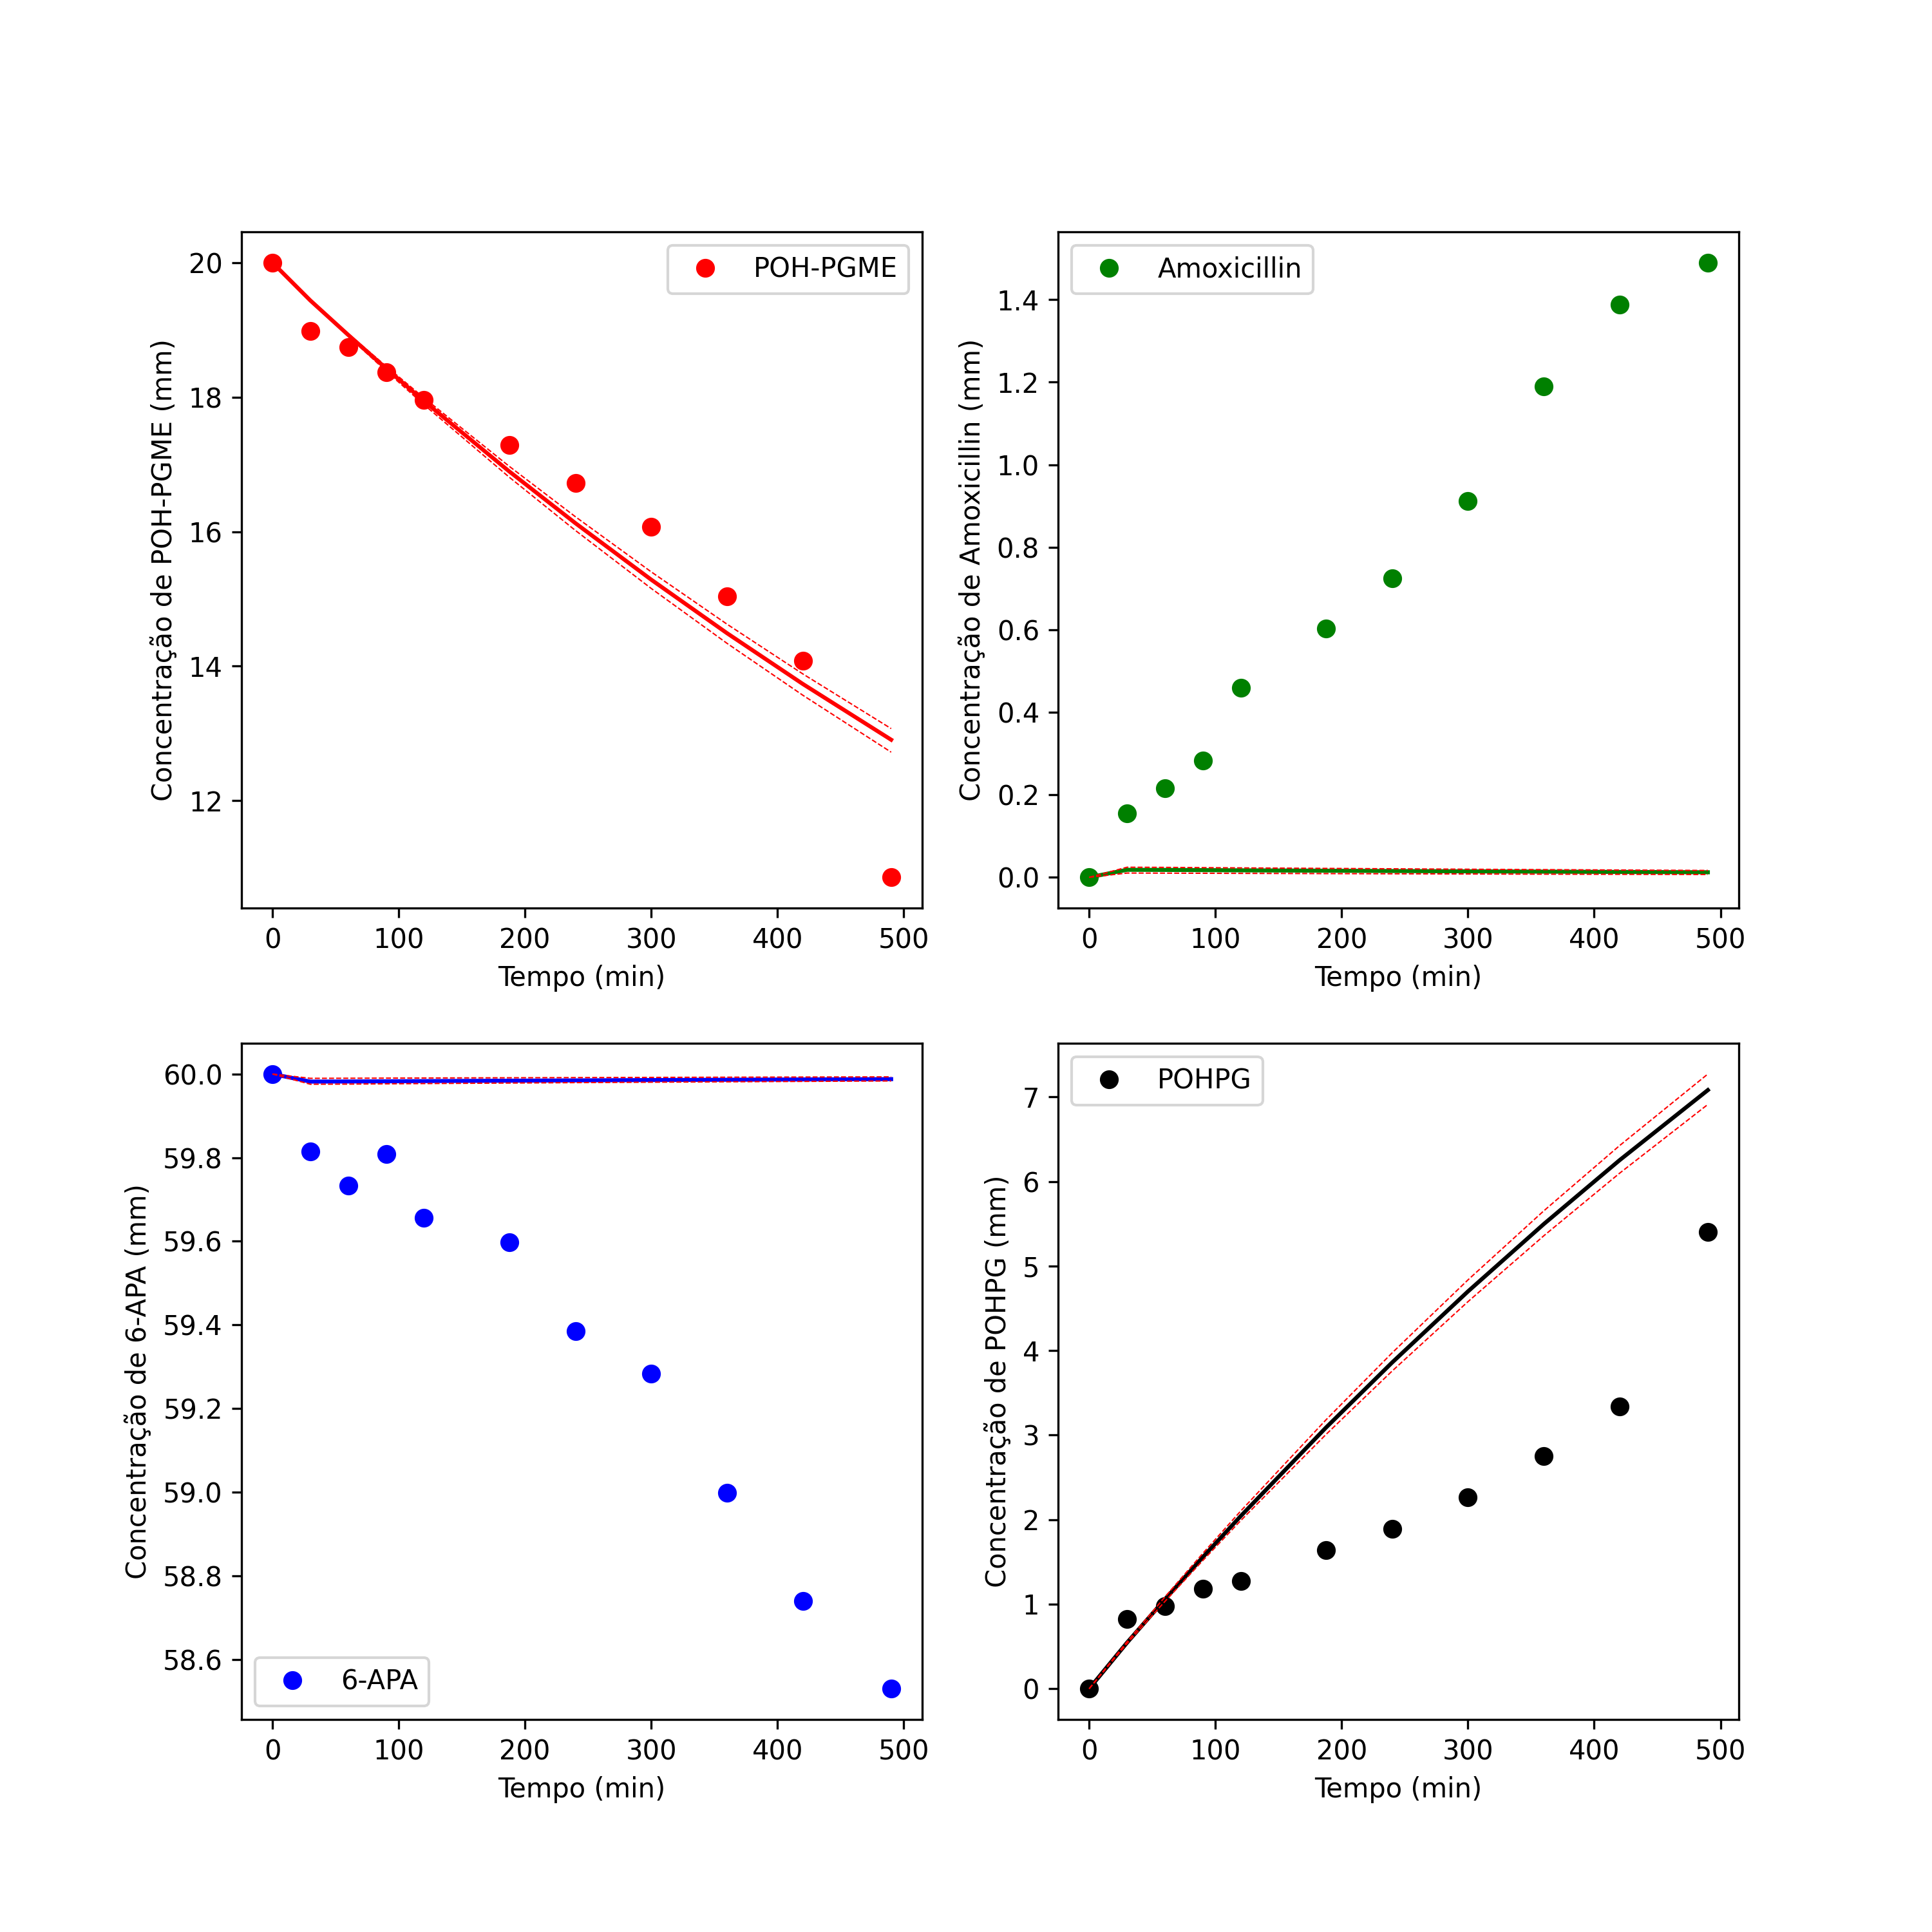 POH-PGME
Concentração de POH-PGME (mm)
20
18
16
14
12
0 100 200 300 400 500
Tempo (min)
Amoxicillin
Concentração de Amoxicillin (mm)
1.4
1.2
1.0
0.8
0.6
0.4
0.2
0.0
0 100 200 300 400 500
Tempo (min)
Concentração de 6-APA (mm)
60.0
59.8
59.6
59.4
59.2
59.0
58.8
58.6
6-APA
0 100 200 300 400 500
Tempo (min)
POHPG
Concentração de POHPG (mm)
7
6
5
4
3
2
1
0
0 100 200 300 400 500
Tempo (min)